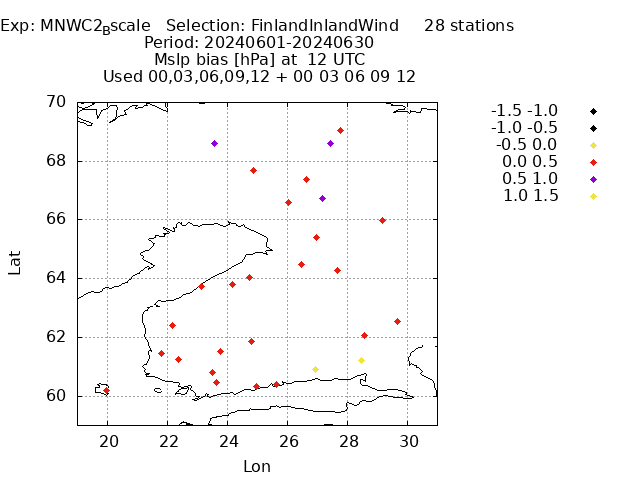 Exp: MNWC2Bscale   Selection: FinlandInlandWind     28 stations
Period: 20240601-20240630
Mslp bias [hPa] at  12 UTC
Used 00,03,06,09,12 + 00 03 06 09 12
-1.5 -1.0
-1.0 -0.5
-0.5 0.0
0.0 0.5
0.5 1.0
1.0 1.5
70
68
66
64
62
60
Lat
20 22 24 26 28 30
Lon